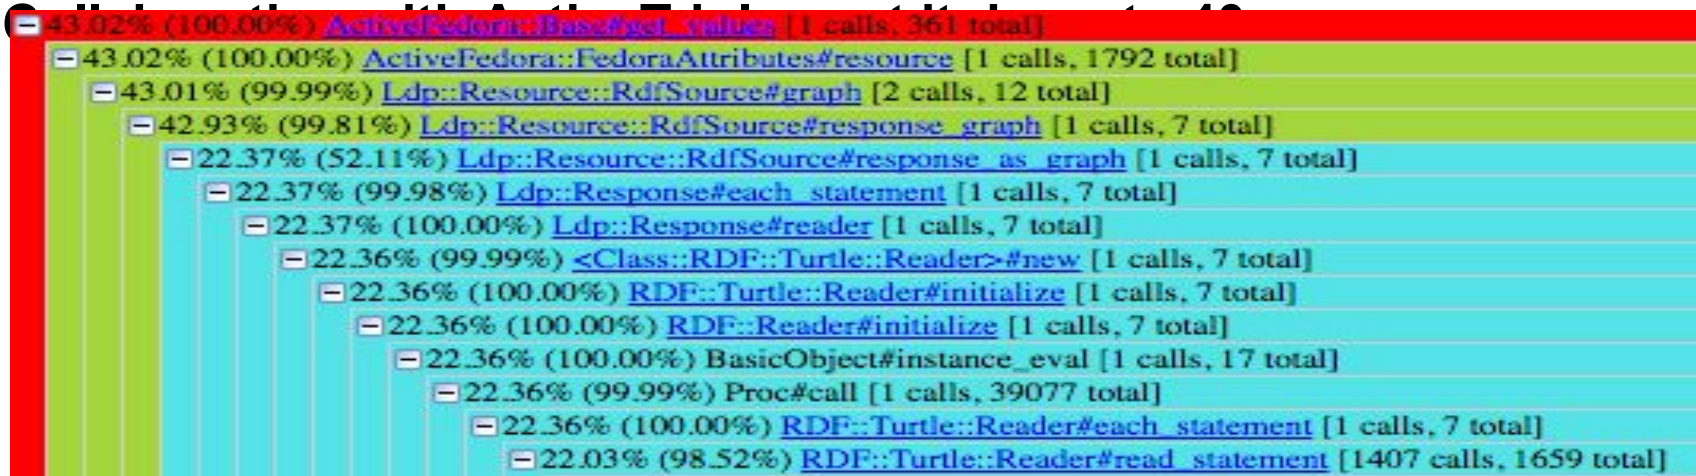 43.02% (100.00%) ActiveFedora::Base#get_values [1 calls, 361 total]
43.02% (100.00%) ActiveFedora::FedoraAttributes#resource [1 calls, 1792 total]
43.01% (99.99%) Ldp::Resource::RdfSource#graph [2 calls, 12 total]
42.93% (99.81%) Ldp::Resource::RdfSource#response_graph [1 calls, 7 total]
22.37% (52.11%) Ldp::Resource::RdfSource#response_as_graph [1 calls, 7 total]
22.37% (99.98%) Ldp::Response#each_statement [1 calls, 7 total]
22.37% (100.00%) Ldp::Response#reader [1 calls, 7 total]
22.36% (99.99%) <Class::RDF::Turtle::Reader>#new [1 calls, 7 total]
22.36% (100.00%) RDF::Turtle::Reader#initialize [1 calls, 7 total]
22.36% (100.00%) RDF::Reader#initialize [1 calls, 7 total]
22.36% (100.00%) BasicObject#instance_eval [1 calls, 17 total]
22.36% (99.99%) Proc#call [1 calls, 39077 total]
22.36% (100.00%) RDF::Turtle::Reader#each_statement [1 calls, 7 total]
22.03% (98.52%) RDF::Turtle::Reader#read_statement [1407 calls, 1659 total]